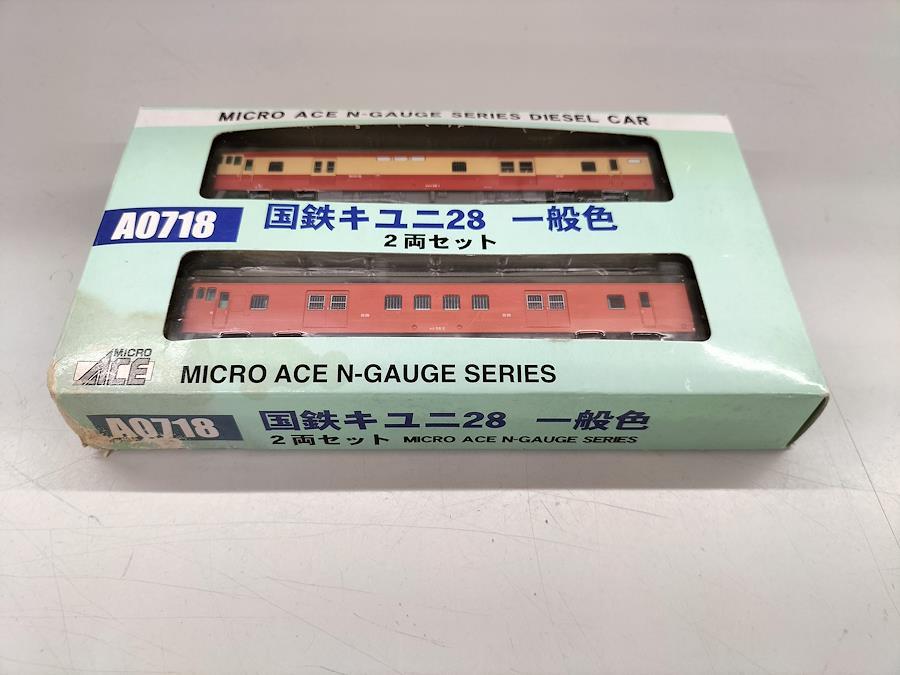 MICRO ACE N-GAUGE SERIES DIESEL CAR
A0718
国鉄キユニ28 一般色
2両セット
MICRO
ACE
MICRO ACE N-GAUGE SERIES
A0718
国鉄キユニ28 一般色
2両セット MICRO ACE N-GAUGE SERIES